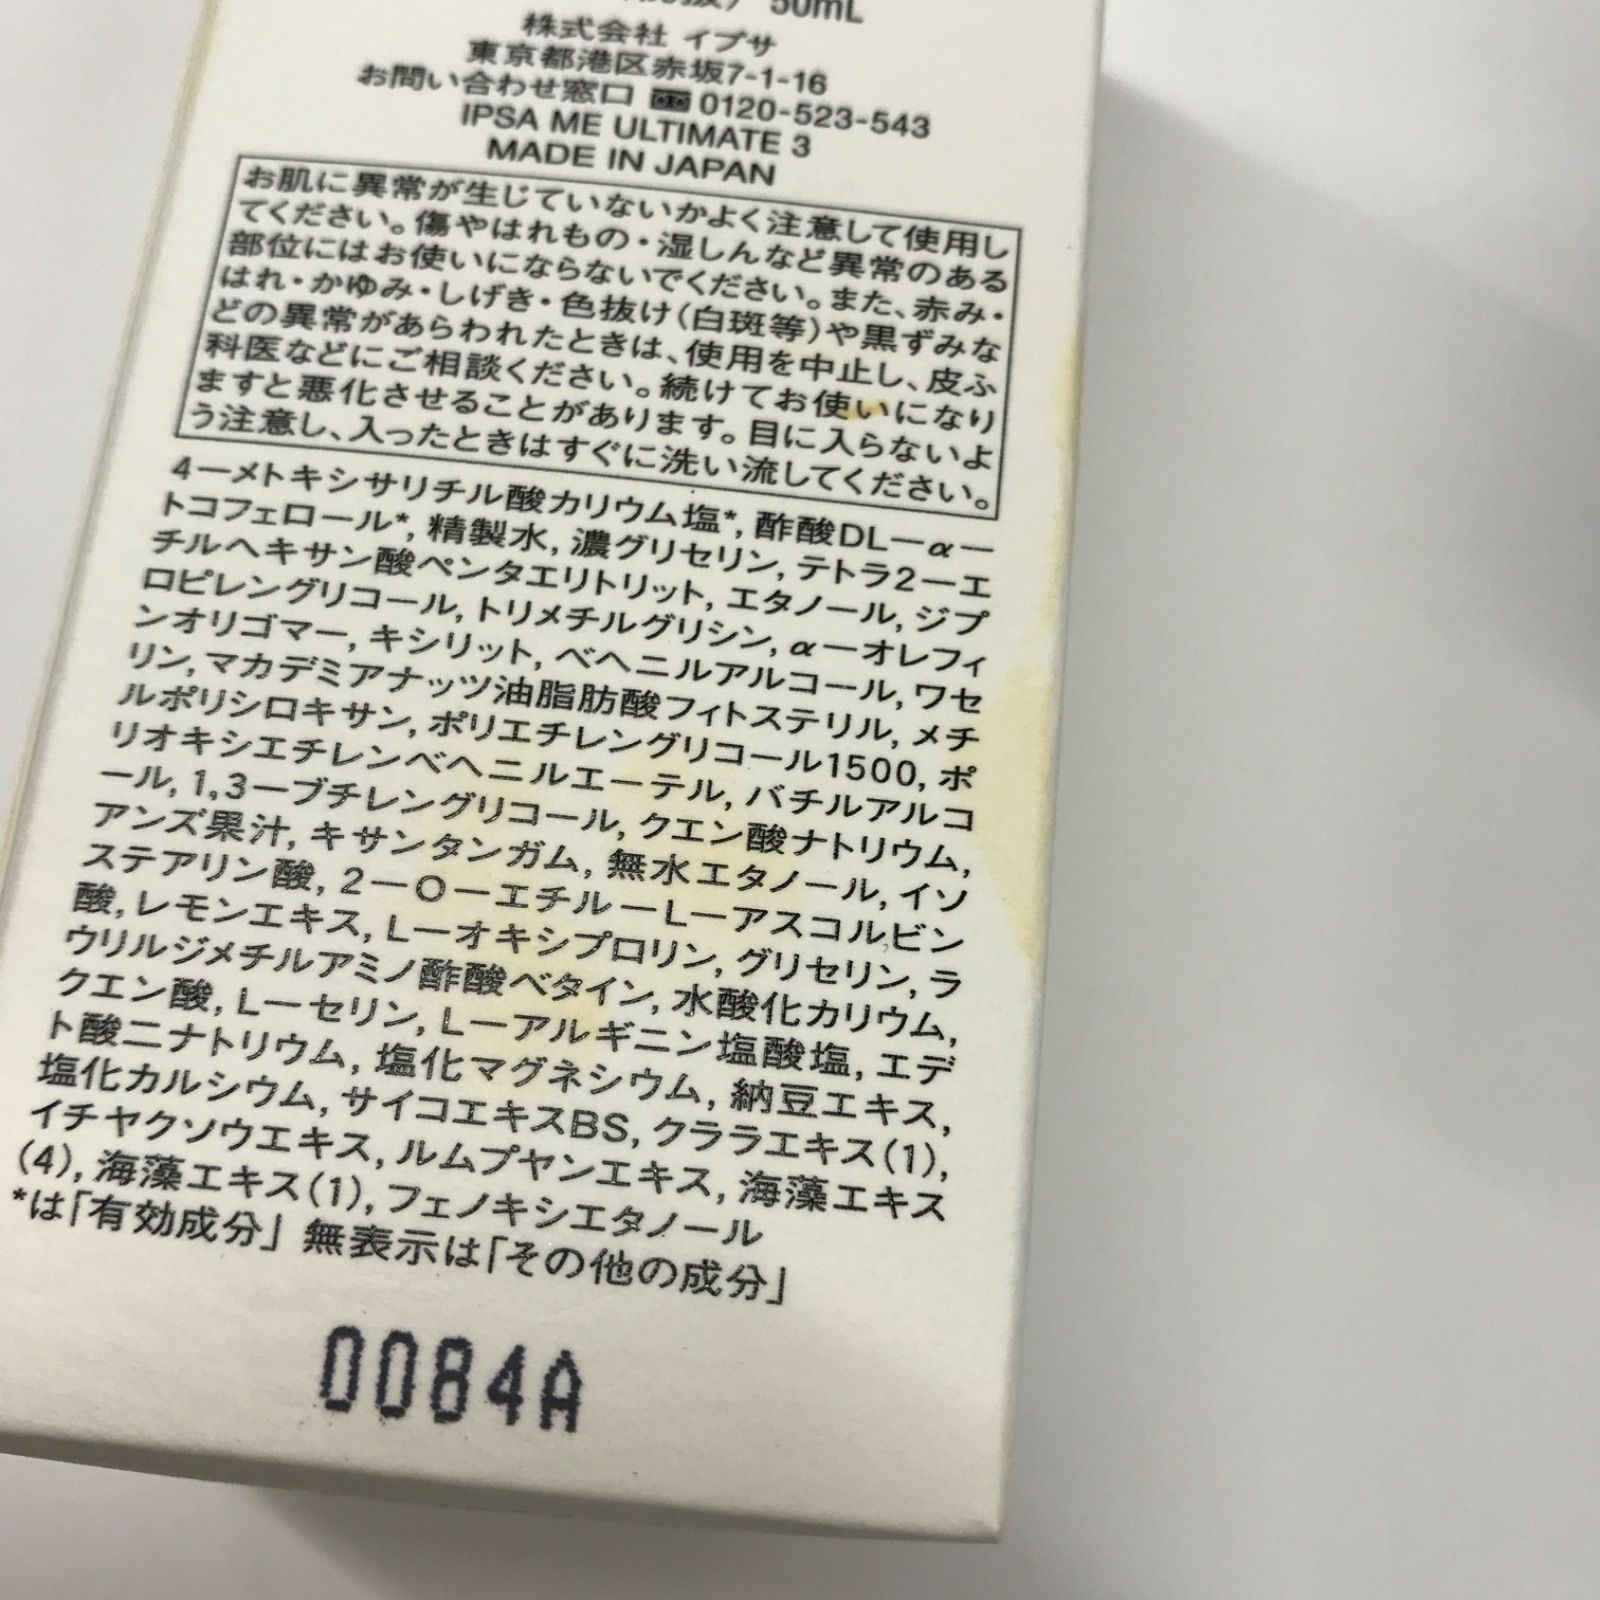 50mL
株式会社 イプサ
東京都港区赤坂7-1-16
お問い合わせ窓口 0120-523-543
IPSA ME ULTIMATE 3
MADE IN JAPAN
お肌に異常が生じていないかよく注意して使用し
てください。傷やはれもの・湿しんなど異常のある
部位にはお使いにならないでください。また、赤み・
はれ・かゆみ・しげき・色抜け(白斑等)や黒ずみな
どの異常があらわれたときは、使用を中止し、皮ふ
科医などにご相談ください。続けてお使いになり
ますと悪化させることがあります。目に入らないよ
う注意し、入ったときはすぐに洗い流してください。
4ーメトキシサリチル酸カリウム塩*, 酢酸DLーαー
トコフェロール*, 精製水, 濃グリセリン, テトラ2ーエ
チルヘキサン酸ペンタエリトリット, エタノール, ジプ
ロピレングリコール, トリメチルグリシン, αーオレフィ
ンオリゴマー, キシリット, ベヘニルアルコール, ワセ
リン, マカデミアナッツ油脂肪酸フィトステリル, メチ
ルポリシロキサン, ポリエチレングリコール1500, ポ
リオキシエチレンベヘニルエーテル, バチルアルコ
ール, 1,3ーブチレングリコール, クエン酸ナトリウム,
アンズ果汁, キサンタンガム, 無水エタノール, イソ
ステアリン酸, 2ーOーエチルーLーアスコルビン
酸, レモンエキス, Lーオキシプロリン, グリセリン, ラ
ウリルジメチルアミノ酢酸ベタイン, 水酸化カリウム,
クエン酸, Lーセリン, Lーアルギニン塩酸塩, エデ
ト酸二ナトリウム, 塩化マグネシウム, 納豆エキス,
塩化カルシウム, サイコエキスBS, クララエキス(1),
イチヤクソウエキス, ルムプヤンエキス, 海藻エキス
(4), 海藻エキス(1), フェノキシエタノール
*は「有効成分」 無表示は「その他の成分」
0084A